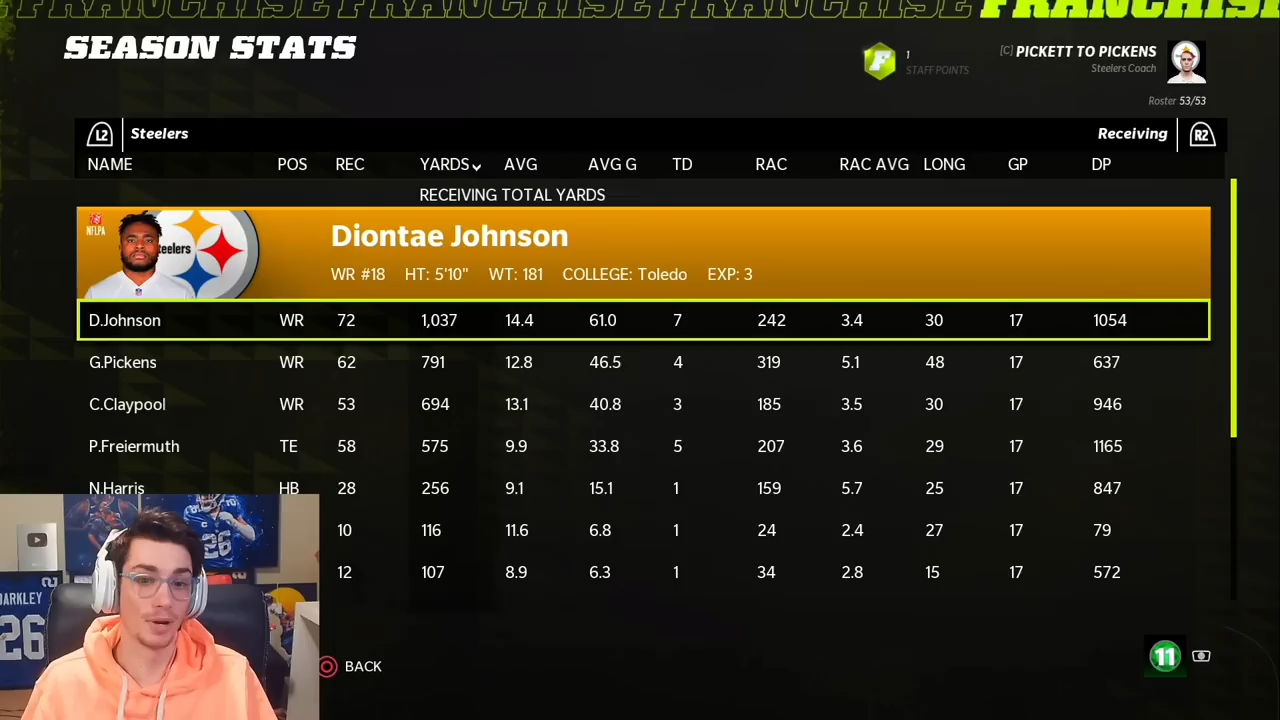 FRANCHISE FRANCHISE FRANCHISE FRANCHISE FRANCHISE
SEASON STATS
1
STAFF POINTS
[C] PICKETT TO PICKENS
Steelers Coach
Roster 53/53
L2 Steelers
Receiving R2
NAME POS REC YARDS AVG AVG G TD RAC RAC AVG LONG GP DP
RECEIVING TOTAL YARDS
NFLPA
Steelers
Diontae Johnson
WR #18 HT: 5'10" WT: 181 COLLEGE: Toledo EXP: 3
D.Johnson WR 72 1,037 14.4 61.0 7 242 3.4 30 17 1054
G.Pickens WR 62 791 12.8 46.5 4 319 5.1 48 17 637
C.Claypool WR 53 694 13.1 40.8 3 185 3.5 30 17 946
P.Freiermuth TE 58 575 9.9 33.8 5 207 3.6 29 17 1165
N.Harris HB 28 256 9.1 15.1 1 159 5.7 25 17 847
10 116 11.6 6.8 1 24 2.4 27 17 79
12 107 8.9 6.3 1 34 2.8 15 17 572
26
ARKLEY
26
BACK
11